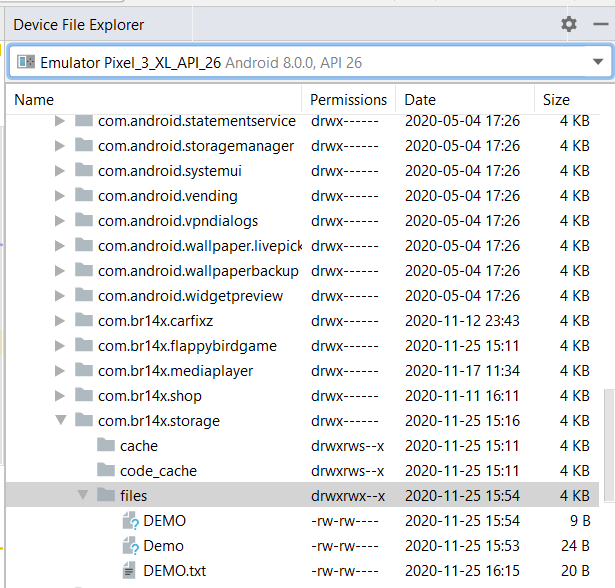 Device File Explorer
Emulator Pixel_3_XL_API_26 Android 8.0.0, API 26
Name Permissions Date Size
com.android.statementservice drwx------ 2020-05-04 17:26 4 KB
com.android.storagemanager drwx------ 2020-05-04 17:26 4 KB
com.android.systemui drwx------ 2020-05-04 17:26 4 KB
com.android.vending drwx------ 2020-05-04 17:26 4 KB
com.android.vpndialogs drwx------ 2020-05-04 17:26 4 KB
com.android.wallpaper.livepick drwx------ 2020-05-04 17:26 4 KB
com.android.wallpaperbackup drwx------ 2020-05-04 17:26 4 KB
com.android.widgetpreview drwx------ 2020-05-04 17:26 4 KB
com.br14x.carfixz drwx------ 2020-11-12 23:43 4 KB
com.br14x.flappybirdgame drwx------ 2020-11-25 15:11 4 KB
com.br14x.mediaplayer drwx------ 2020-11-17 11:34 4 KB
com.br14x.shop drwx------ 2020-11-11 16:11 4 KB
com.br14x.storage drwx------ 2020-11-25 15:16 4 KB
cache drwxrws--x 2020-11-25 15:11 4 KB
code_cache drwxrws--x 2020-11-25 15:11 4 KB
files drwxrwx--x 2020-11-25 15:54 4 KB
DEMO -rw-rw---- 2020-11-25 15:54 9 B
Demo -rw-rw---- 2020-11-25 15:53 24 B
DEMO.txt -rw-rw---- 2020-11-25 16:15 20 B